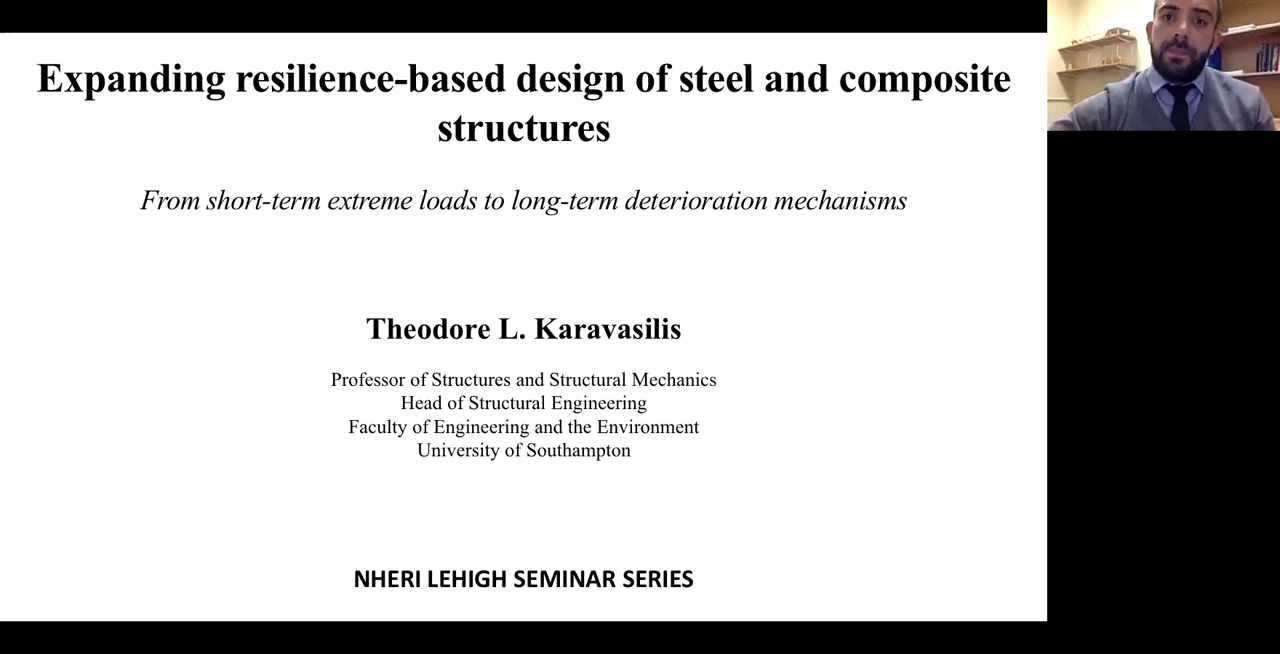 Expanding resilience-based design of steel and composite
structures
From short-term extreme loads to long-term deterioration mechanisms
Theodore L. Karavasilis
Professor of Structures and Structural Mechanics
Head of Structural Engineering
Faculty of Engineering and the Environment
University of Southampton
NHERI LEHIGH SEMINAR SERIES